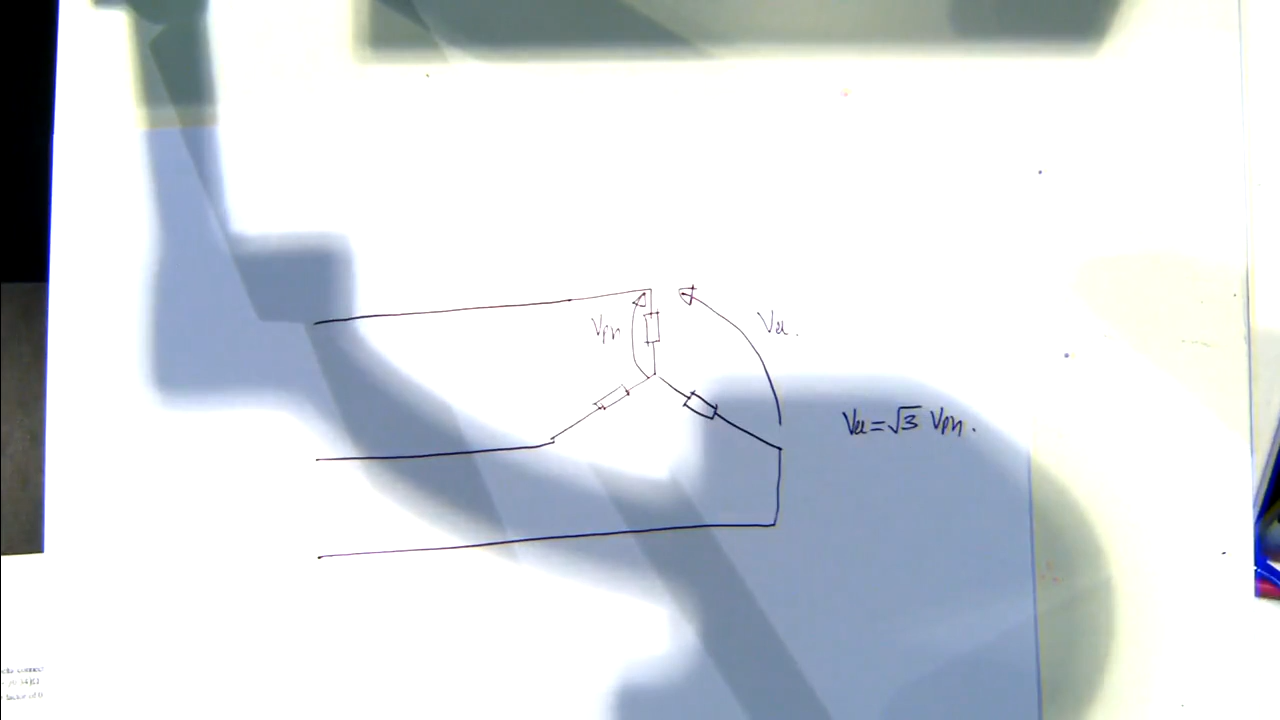 Vph
Vll.
Vll = √3 Vph.